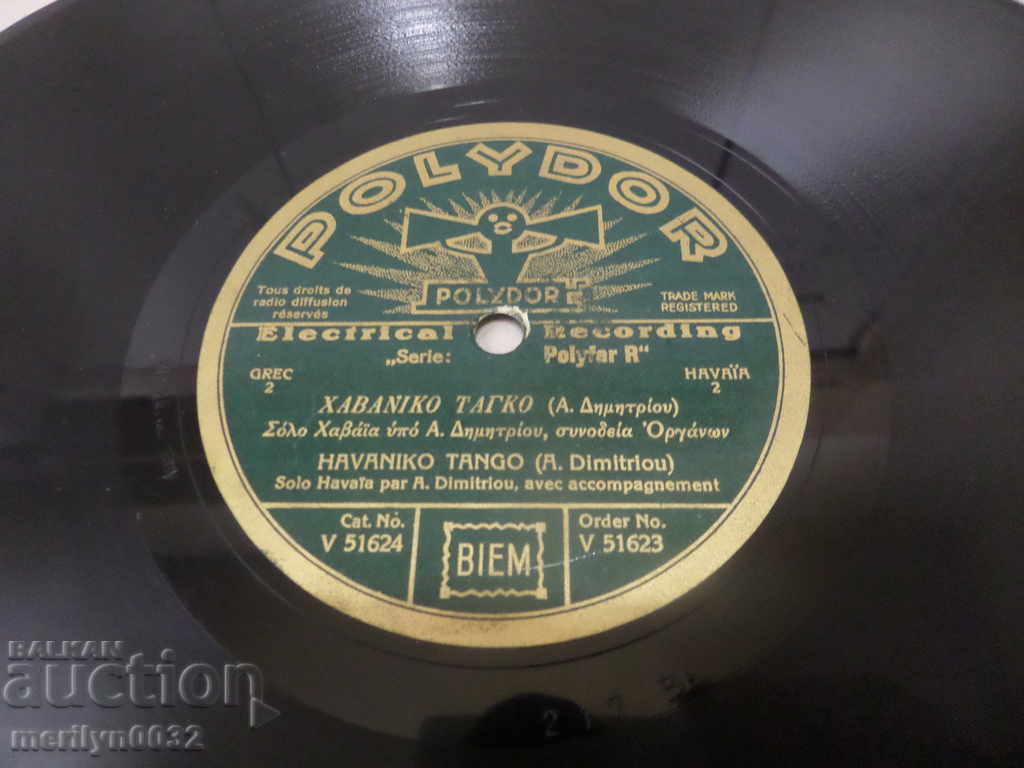 POLYDOR
POLYDOR
Tous droits de
radio diffusion
réservés
TRADE MARK
REGISTERED
Electrical Recording
„Serie: Polyfar R“
GREC
2
HAVAÏA
2
ΧΑΒΑΝΙΚΟ ΤΑΓΚΟ (Α. Δημητρίου)
Σόλο Χαβάϊα ὑπό Α. Δημητρίου, συνοδεία Ὀργάνων
HAVANIKO TANGO (A. Dimitriou)
Solo Havaïa par A. Dimitriou, avec accompagnement
Cat. No.
V 51624
BIEM
Order No.
V 51623
BALKAN
auction
merilyn0032